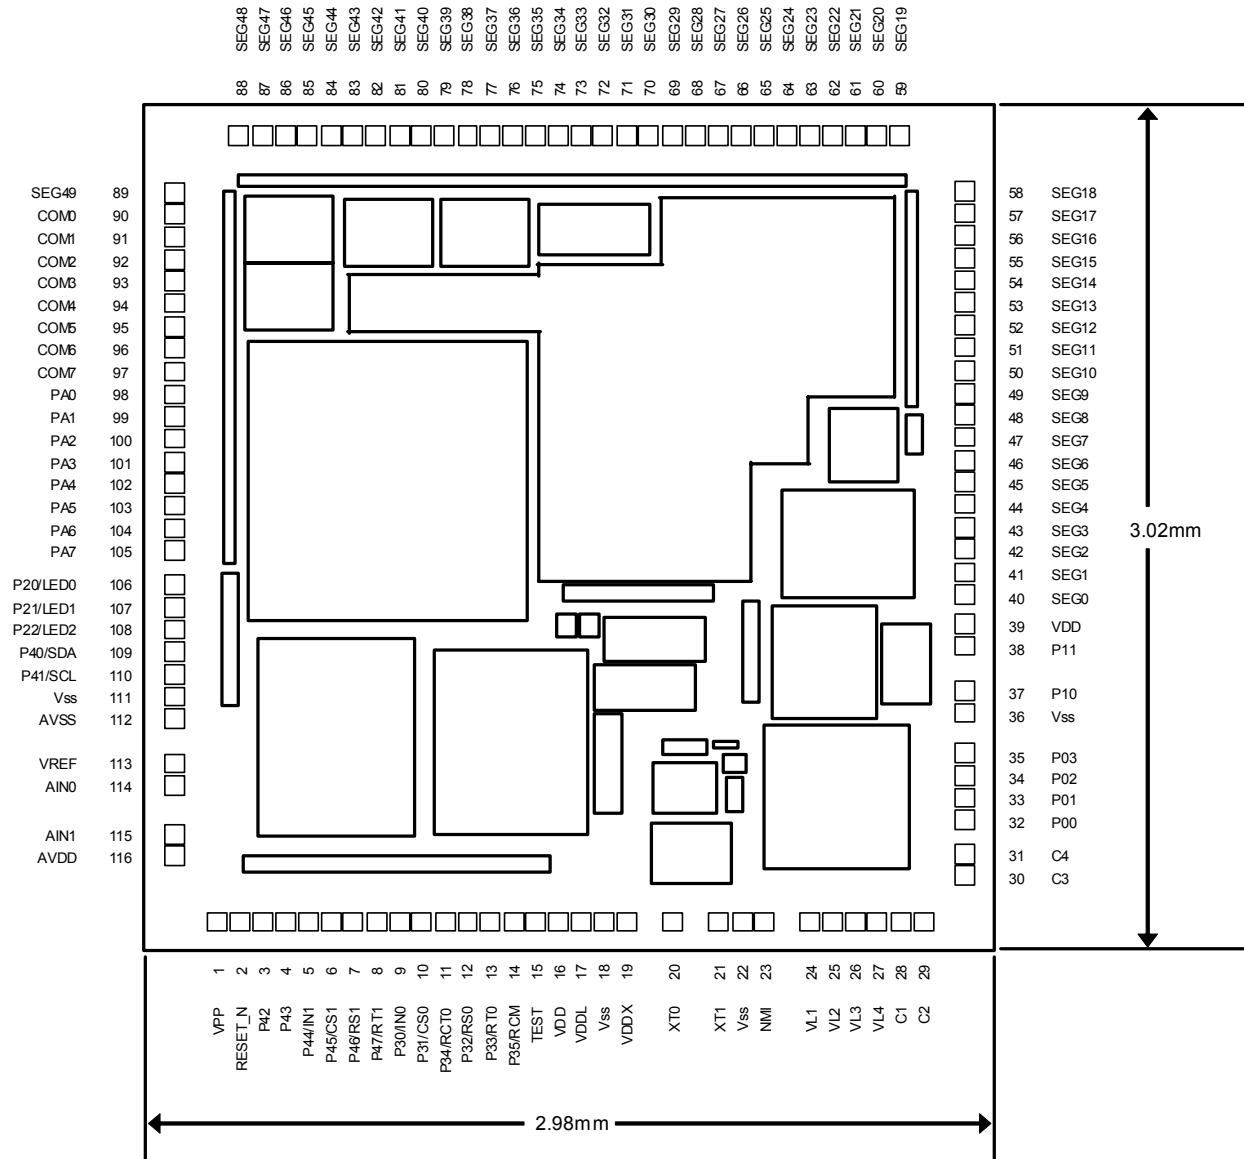 SEG48 SEG47 SEG46 SEG45 SEG44 SEG43 SEG42 SEG41 SEG40 SEG39 SEG38 SEG37 SEG36 SEG35 SEG34 SEG33 SEG32 SEG31 SEG30 SEG29 SEG28 SEG27 SEG26 SEG25 SEG24 SEG23 SEG22 SEG21 SEG20 SEG19
88 87 86 85 84 83 82 81 80 79 78 77 76 75 74 73 72 71 70 69 68 67 66 65 64 63 62 61 60 59
SEG49 89
COM0 90
COM1 91
COM2 92
COM3 93
COM4 94
COM5 95
COM6 96
COM7 97
PA0 98
PA1 99
PA2 100
PA3 101
PA4 102
PA5 103
PA6 104
PA7 105
P20/LED0 106
P21/LED1 107
P22/LED2 108
P40/SDA 109
P41/SCL 110
Vss 111
AVSS 112
VREF 113
AIN0 114
AIN1 115
AVDD 116
58 SEG18
57 SEG17
56 SEG16
55 SEG15
54 SEG14
53 SEG13
52 SEG12
51 SEG11
50 SEG10
49 SEG9
48 SEG8
47 SEG7
46 SEG6
45 SEG5
44 SEG4
43 SEG3
42 SEG2
41 SEG1
40 SEG0
39 VDD
38 P11
37 P10
36 Vss
35 P03
34 P02
33 P01
32 P00
31 C4
30 C3
3.02mm
1 2 3 4 5 6 7 8 9 10 11 12 13 14 15 16 17 18 19 20 21 22 23 24 25 26 27 28 29
VPP RESET_N P42 P43 P44/IN1 P45/CS1 P46/RS1 P47/RT1 P30/IN0 P31/CS0 P34/RCT0 P32/RS0 P33/RT0 P35/RCM TEST VDD VDDL Vss VDDX XT0 XT1 Vss NMI VL1 VL2 VL3 VL4 C1 C2
2.98mm